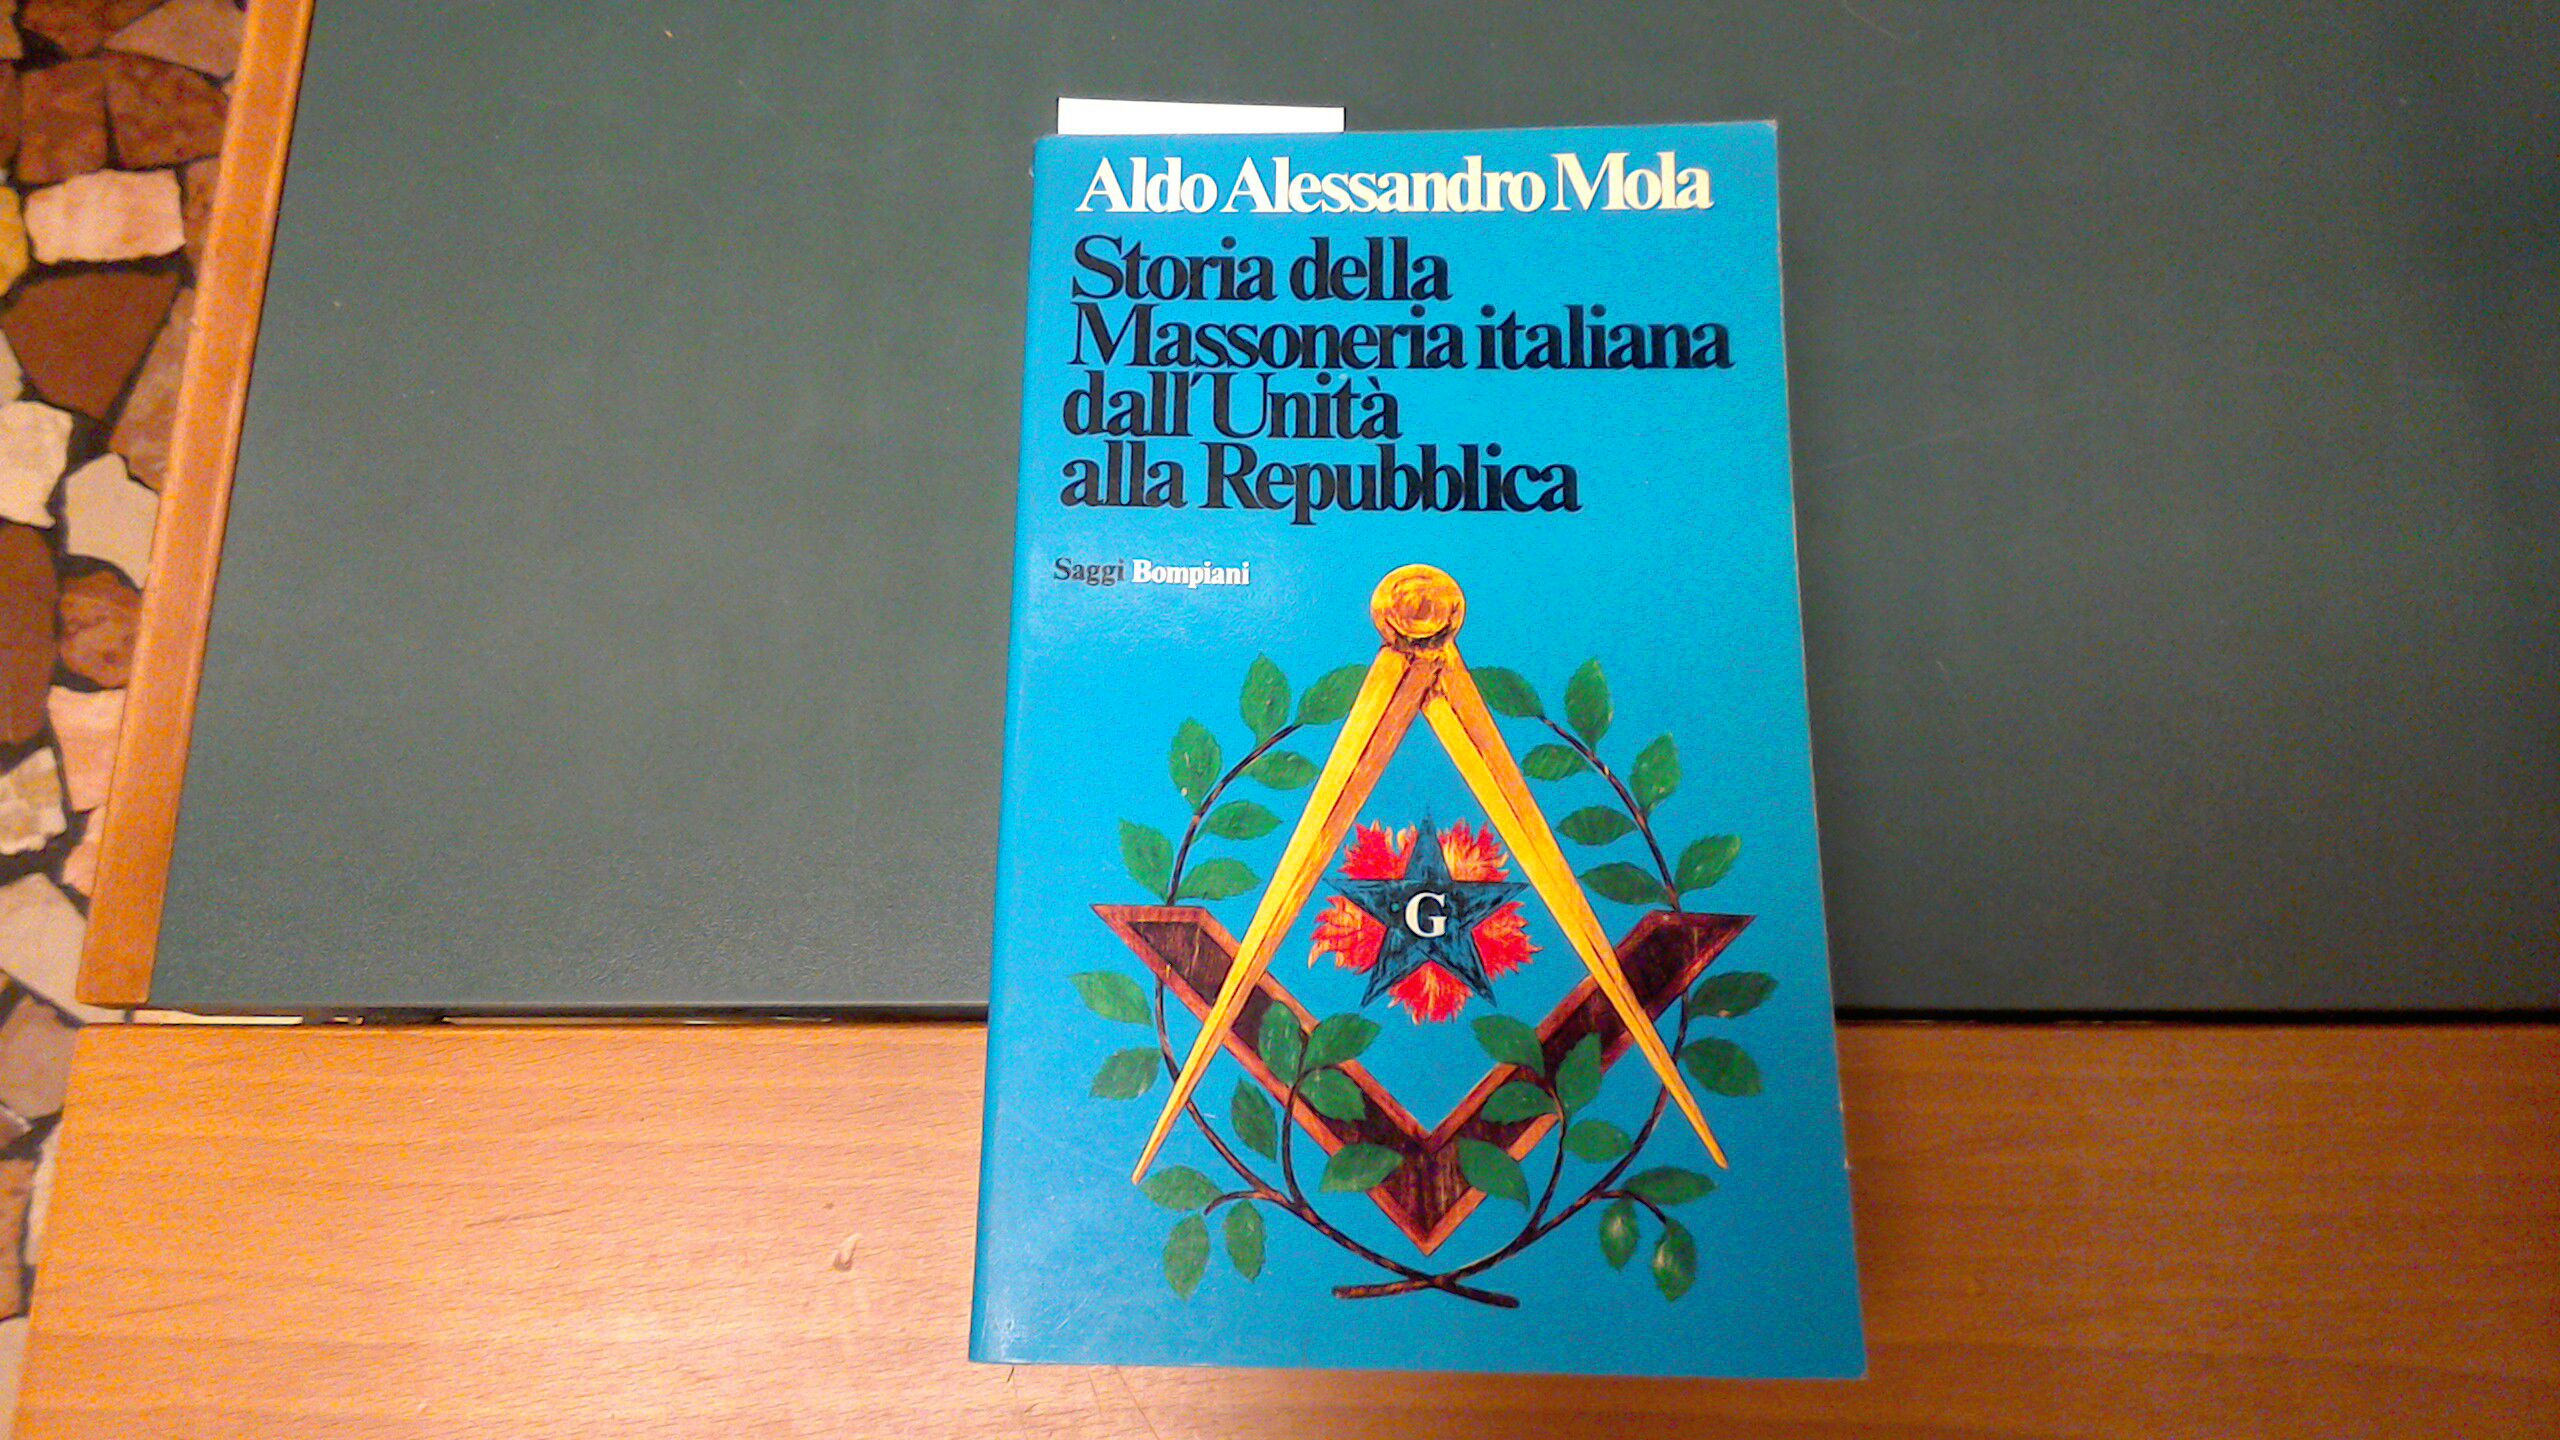 Aldo Alessandro Mola
Storia della
Massoneria italiana
dall'Unità
alla Repubblica
Saggi Bompiani
G